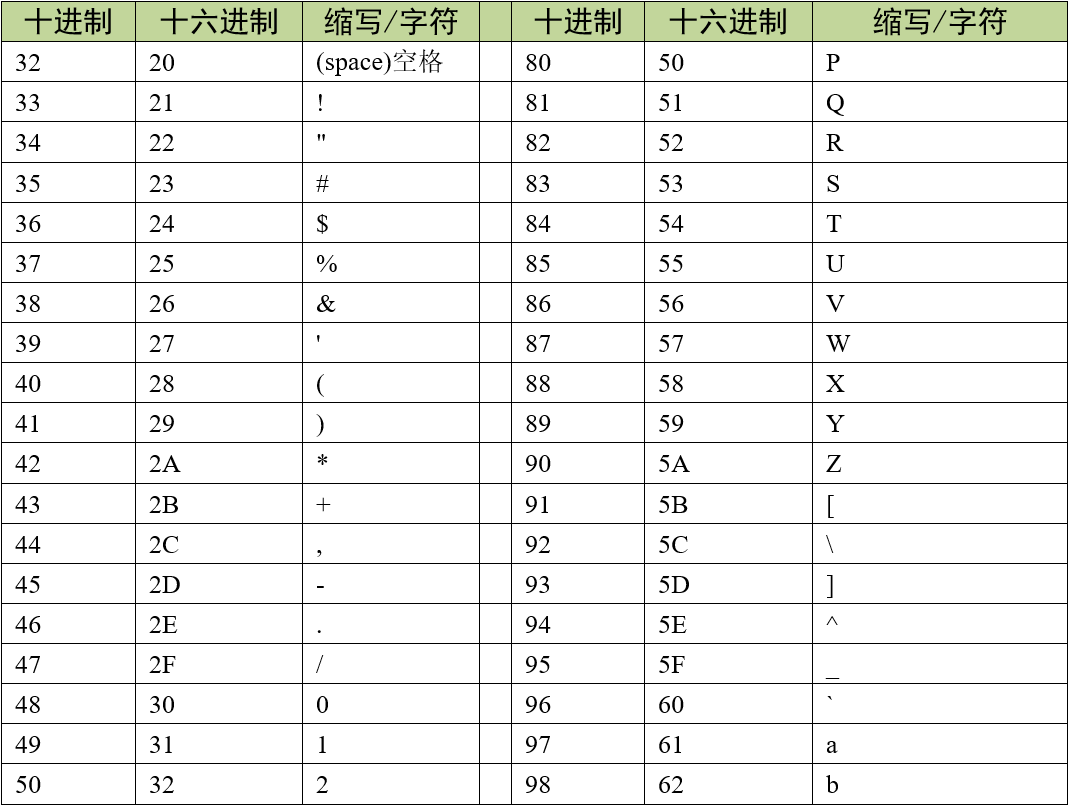 十进制 十六进制 缩写/字符 十进制 十六进制 缩写/字符
32 20 (space)空格 80 50 P
33 21 ! 81 51 Q
34 22 " 82 52 R
35 23 # 83 53 S
36 24 $ 84 54 T
37 25 % 85 55 U
38 26 & 86 56 V
39 27 ' 87 57 W
40 28 ( 88 58 X
41 29 ) 89 59 Y
42 2A * 90 5A Z
43 2B + 91 5B [
44 2C , 92 5C \
45 2D - 93 5D ]
46 2E . 94 5E ^
47 2F / 95 5F _
48 30 0 96 60 `
49 31 1 97 61 a
50 32 2 98 62 b